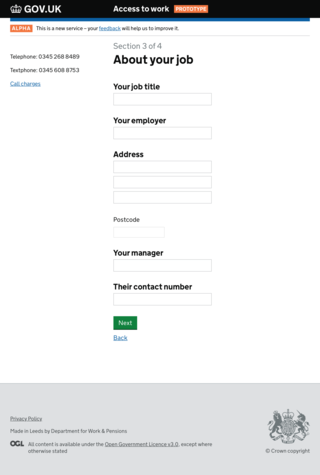 GOV.UK
Access to work PROTOTYPE
ALPHA This is a new service – your feedback will help us to improve it.
Section 3 of 4
About your job
Telephone: 0345 268 8489
Textphone: 0345 608 8753
Call charges
Your job title
Your employer
Address
Postcode
Your manager
Their contact number
Next
Back
Privacy Policy
Made in Leeds by Department for Work & Pensions
OGL All content is available under the Open Government Licence v3.0, except where
otherwise stated
© Crown copyright